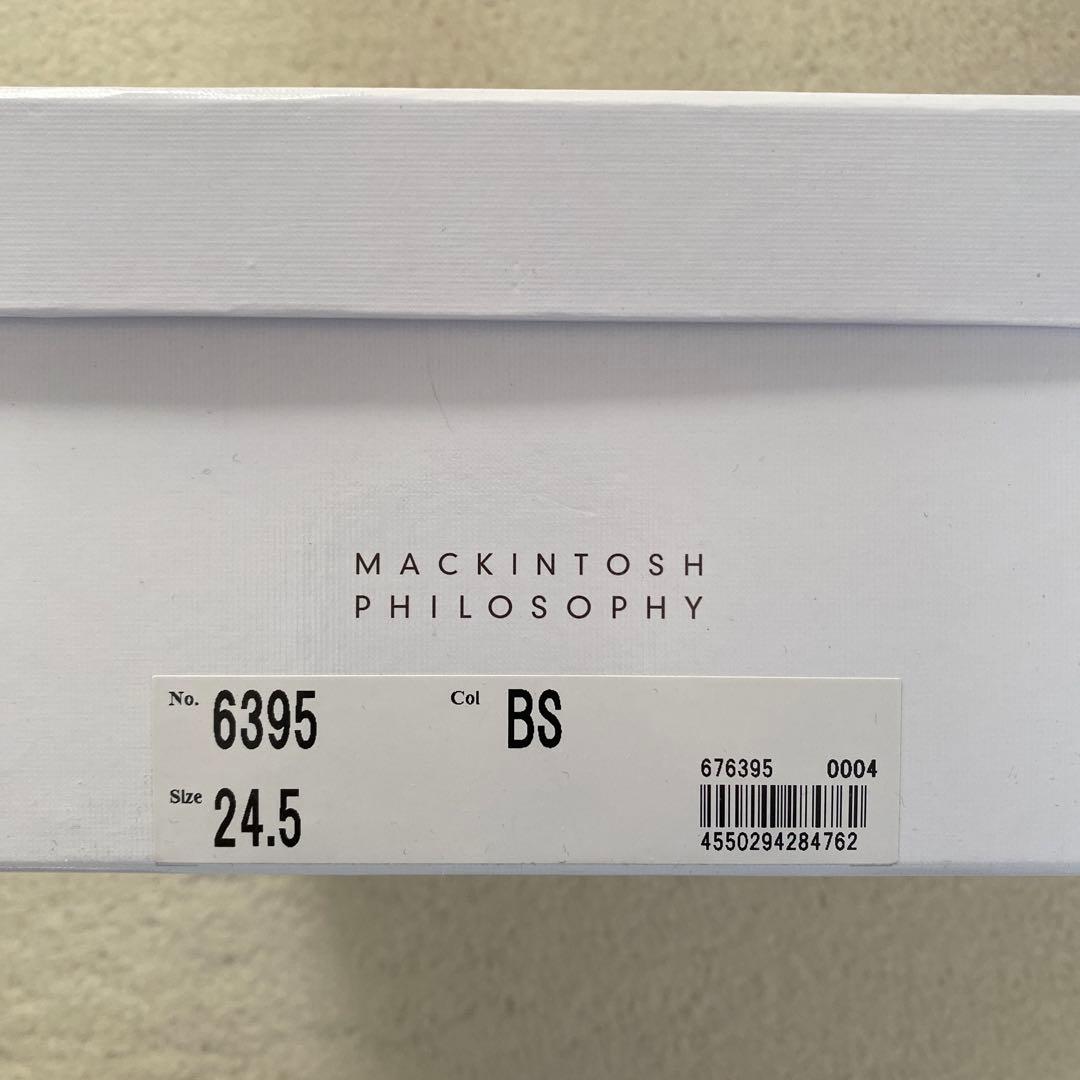 MACKINTOSH
PHILOSOPHY
No. 6395 Col BS
676395 0004
Size 24.5
4550294284762